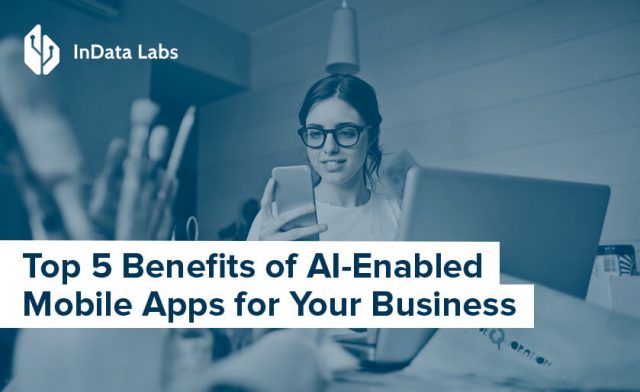 InData Labs
Top 5 Benefits of AI-Enabled
Mobile Apps for Your Business